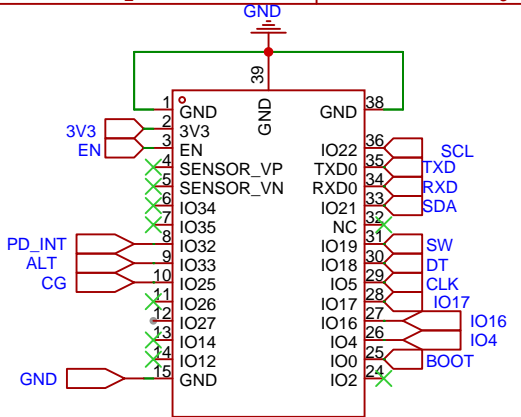 GND
39
GND
1 GND GND 38
3V3 2 3V3
EN 3 EN IO22 36 SCL
4 SENSOR_VP TXD0 35 TXD
5 SENSOR_VN RXD0 34 RXD
6 IO34 IO21 33 SDA
7 IO35 NC 32
PD_INT 8 IO32 IO19 31 SW
ALT 9 IO33 IO18 30 DT
CG 10 IO25 IO5 29 CLK
11 IO26 IO17 28 IO17
12 IO27 IO16 27 IO16
13 IO14 IO4 26 IO4
14 IO12 IO0 25 BOOT
GND 15 GND IO2 24